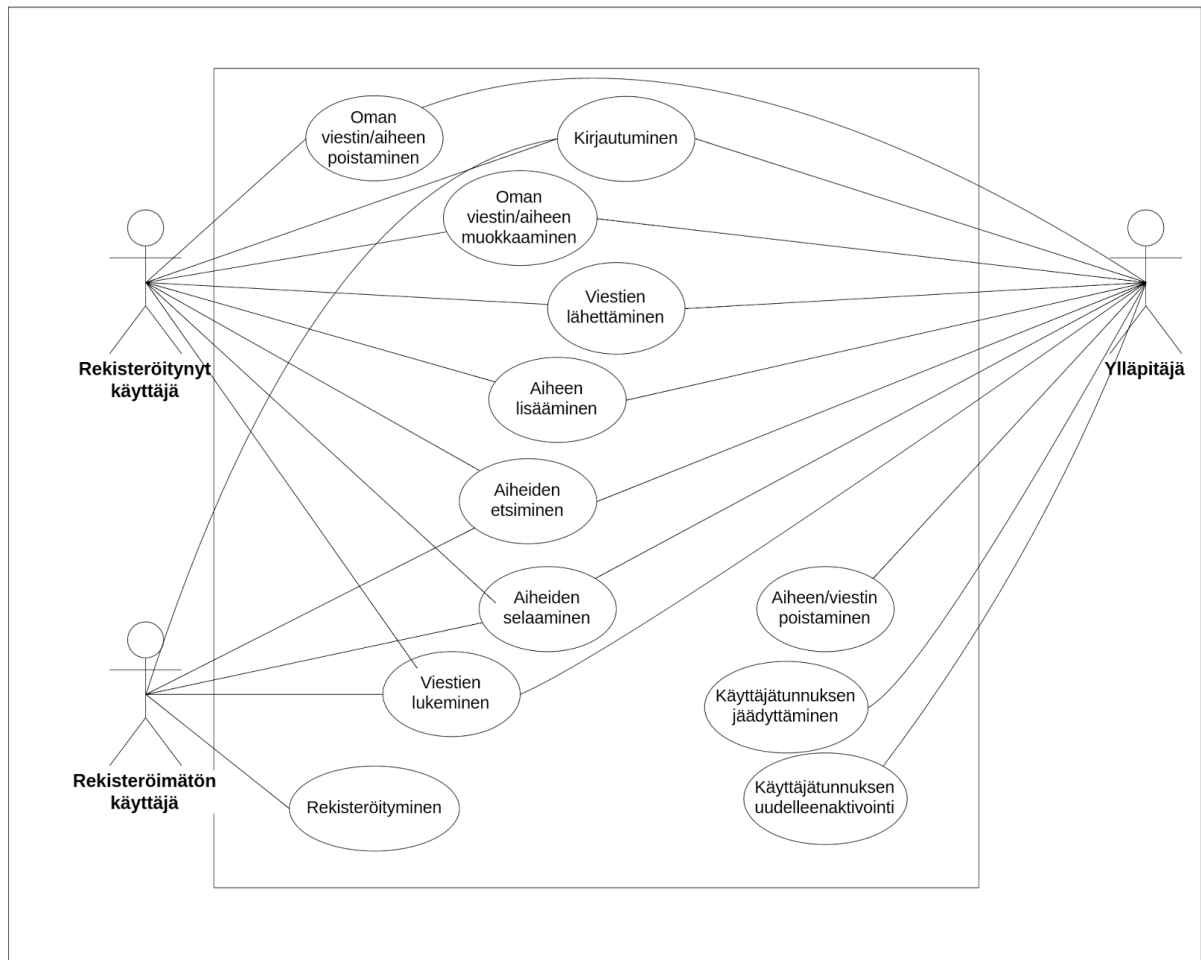 Oman
viestin/aiheen
poistaminen
Kirjautuminen
Oman
viestin/aiheen
muokkaaminen
Viestien
lähettäminen
Rekisteröitynyt
käyttäjä
Ylläpitäjä
Aiheen
lisääminen
Aiheiden
etsiminen
Aiheiden
selaaminen
Aiheen/viestin
poistaminen
Viestien
lukeminen
Käyttäjätunnuksen
jäädyttäminen
Rekisteröimätön
käyttäjä
Rekisteröityminen
Käyttäjätunnuksen
uudelleenaktivointi